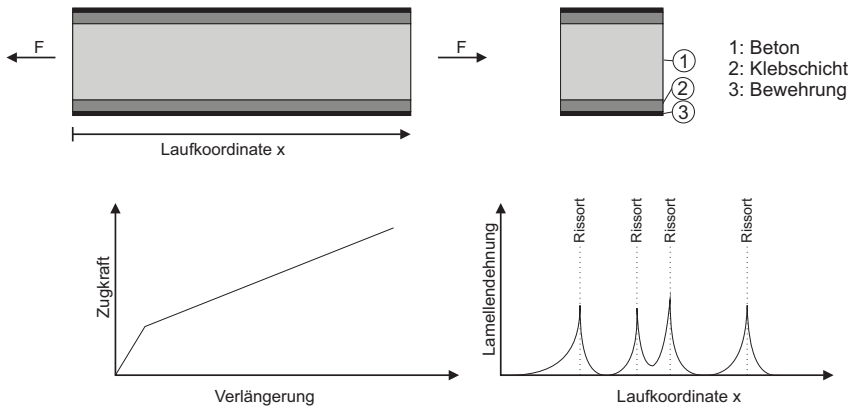 F
F
1
2
3
1: Beton
2: Klebschicht
3: Bewehrung
Laufkoordinate x
Zugkraft
Verlängerung
Lamellendehnung
Rissort
Rissort
Rissort
Rissort
Laufkoordinate x